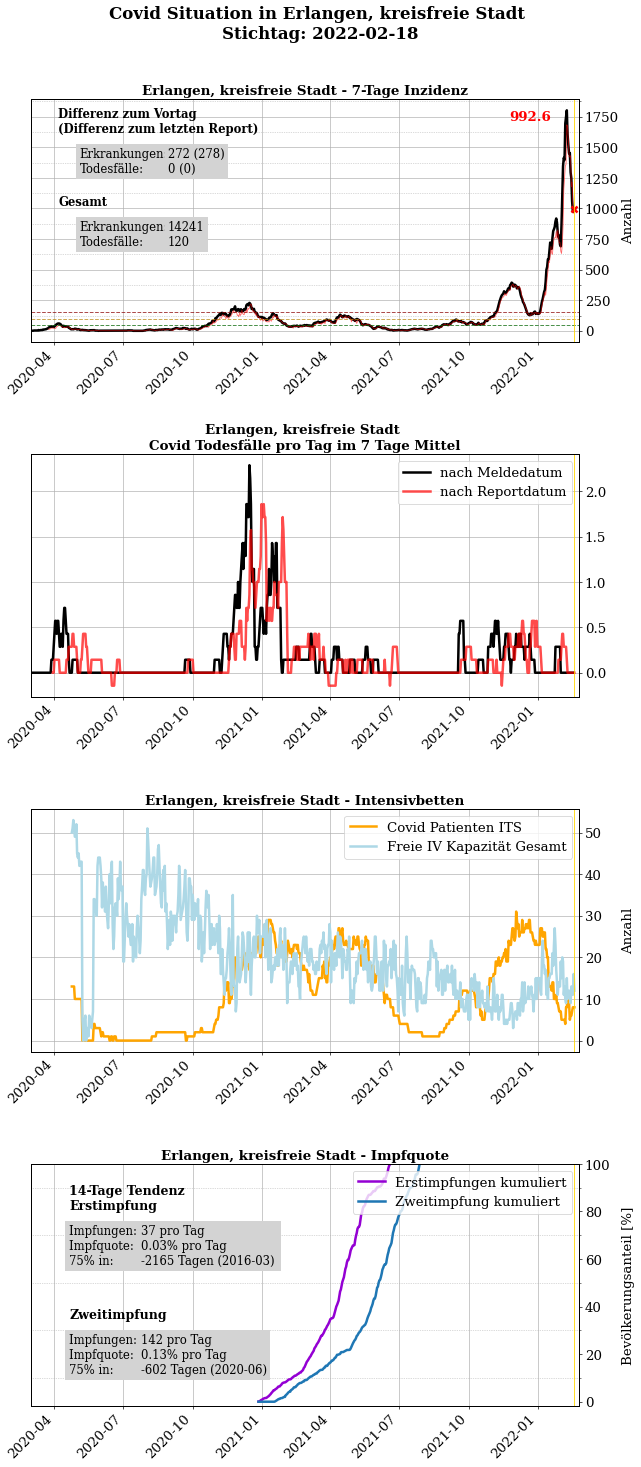 Covid Situation in Erlangen, kreisfreie Stadt
Stichtag: 2022-02-18
Erlangen, kreisfreie Stadt - 7-Tage Inzidenz
Differenz zum Vortag
(Differenz zum letzten Report)
Erkrankungen 272 (278)
Todesfälle: 0 (0)
Gesamt
Erkrankungen 14241
Todesfälle: 120
992.6
1750
1500
1250
1000
750
500
250
0
Anzahl
2020-04 2020-07 2020-10 2021-01 2021-04 2021-07 2021-10 2022-01
Erlangen, kreisfreie Stadt
Covid Todesfälle pro Tag im 7 Tage Mittel
nach Meldedatum
nach Reportdatum
2.0
1.5
1.0
0.5
0.0
2020-04 2020-07 2020-10 2021-01 2021-04 2021-07 2021-10 2022-01
Erlangen, kreisfreie Stadt - Intensivbetten
Covid Patienten ITS
Freie IV Kapazität Gesamt
50
40
30
20
10
0
Anzahl
2020-04 2020-07 2020-10 2021-01 2021-04 2021-07 2021-10 2022-01
Erlangen, kreisfreie Stadt - Impfquote
14-Tage Tendenz
Erstimpfung
Impfungen: 37 pro Tag
Impfquote: 0.03% pro Tag
75% in: -2165 Tagen (2016-03)
Zweitimpfung
Impfungen: 142 pro Tag
Impfquote: 0.13% pro Tag
75% in: -602 Tagen (2020-06)
Erstimpfungen kumuliert
Zweitimpfung kumuliert
100
80
60
40
20
0
Bevölkerungsanteil [%]
2020-04 2020-07 2020-10 2021-01 2021-04 2021-07 2021-10 2022-01